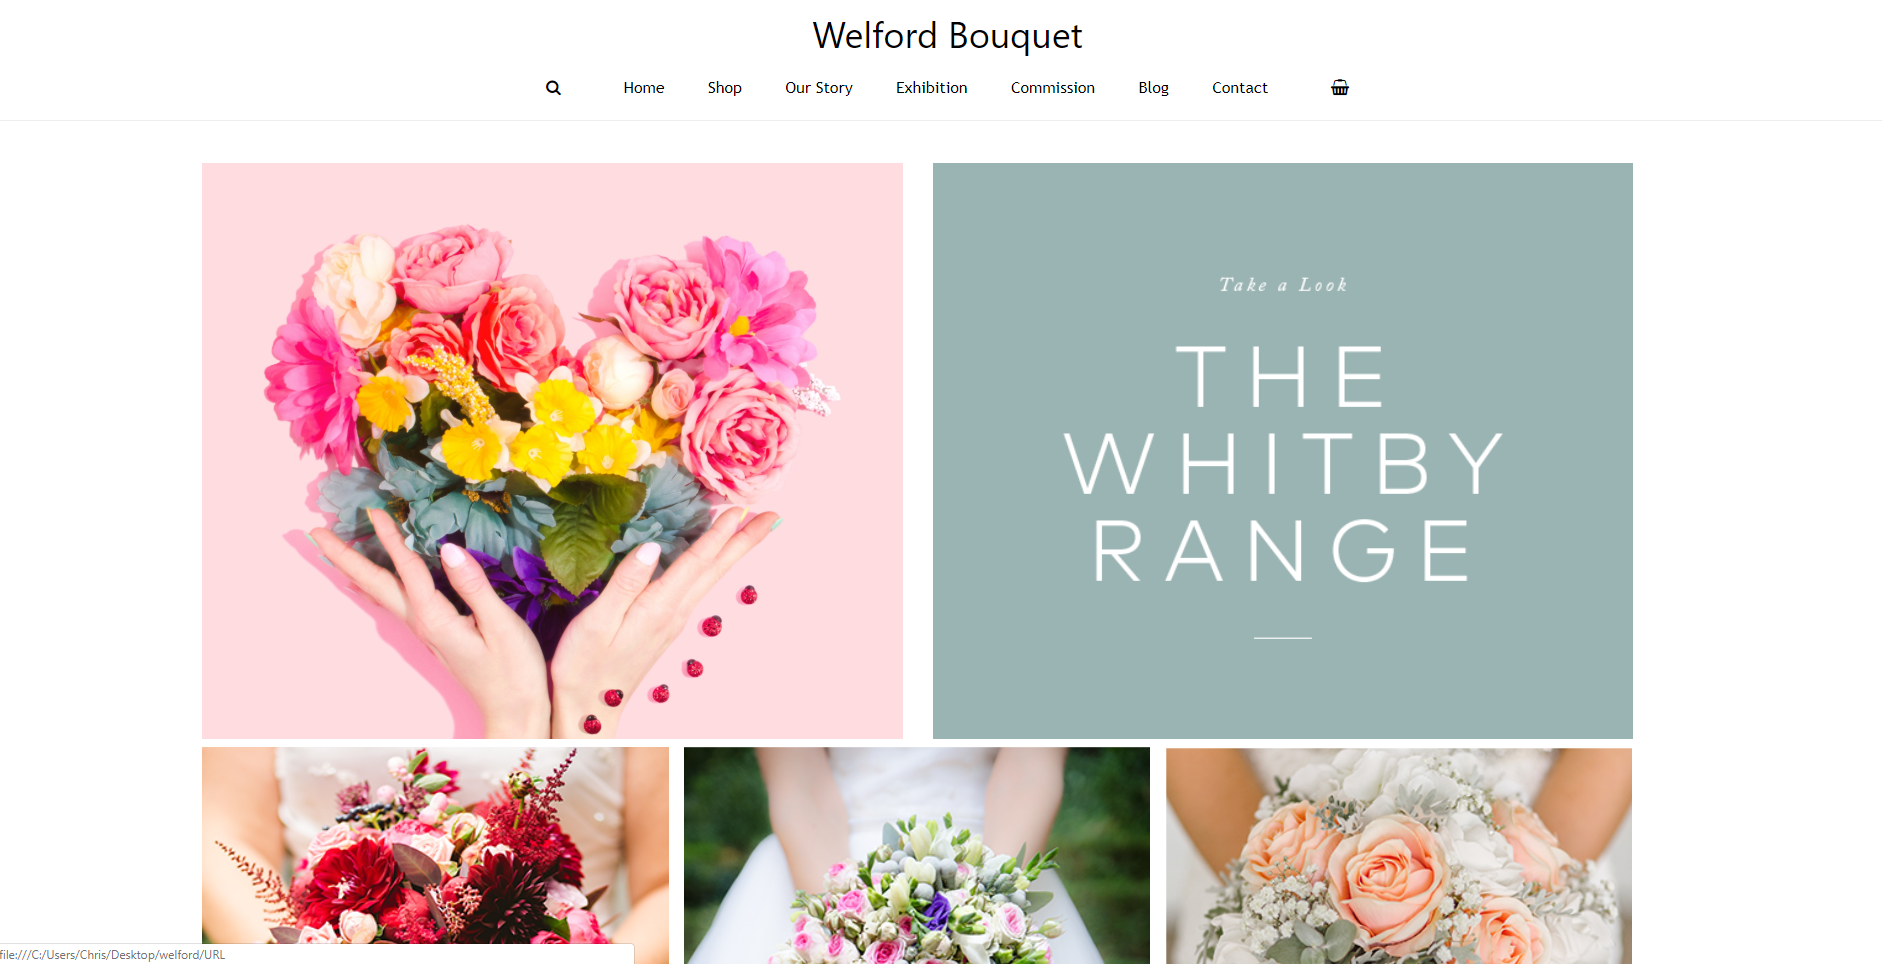 Welford Bouquet
Home Shop Our Story Exhibition Commission Blog Contact
Take a Look
THE
WHITBY
RANGE
file:///C:/Users/Chris/Desktop/welford/URL